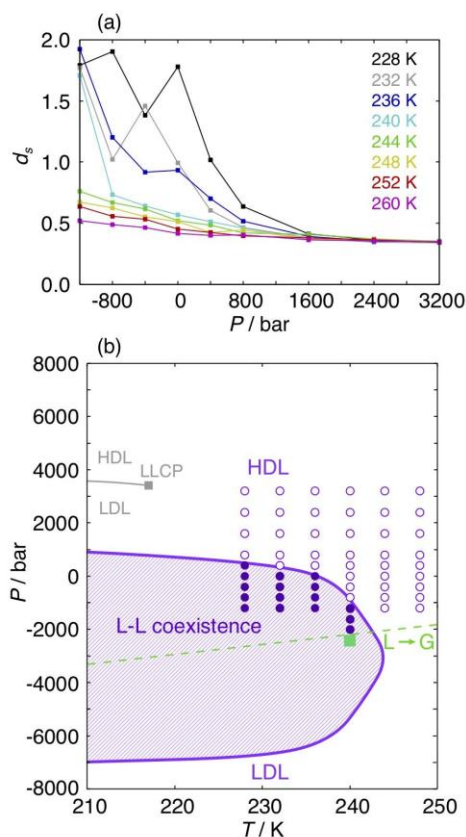 (a)
2.0
1.5
1.0
0.5
0.0
d_s
228 K
232 K
236 K
240 K
244 K
248 K
252 K
260 K
-800 0 800 1600 2400 3200
P / bar
(b)
8000
6000
4000
2000
0
-2000
-4000
-6000
-8000
P / bar
HDL
LLCP
LDL
HDL
L-L coexistence
L→G
LDL
210 220 230 240 250
T / K